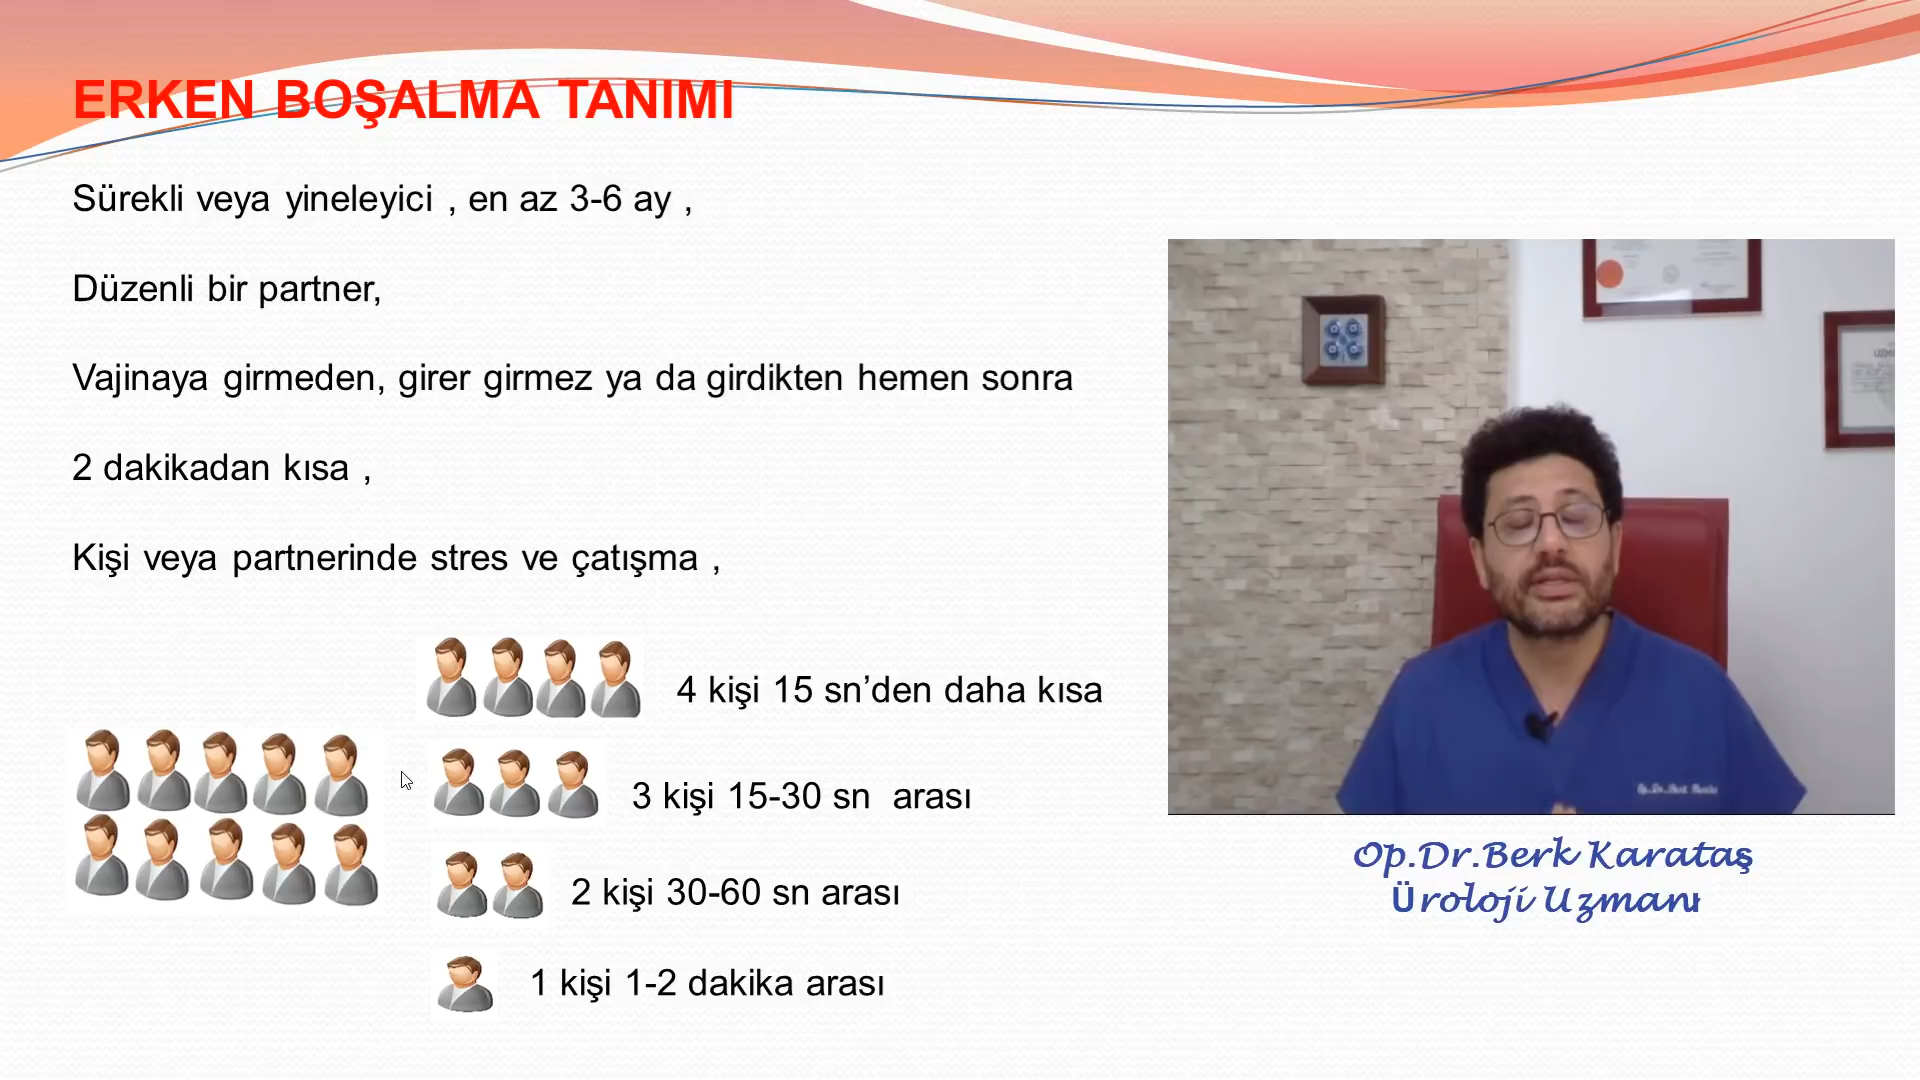 ERKEN BOŞALMA TANIMI
Sürekli veya yineleyici , en az 3-6 ay ,
Düzenli bir partner,
Vajinaya girmeden, girer girmez ya da girdikten hemen sonra
2 dakikadan kısa ,
Kişi veya partnerinde stres ve çatışma ,
4 kişi 15 sn’den daha kısa
3 kişi 15-30 sn  arası
2 kişi 30-60 sn arası
1 kişi 1-2 dakika arası
Op.Dr.Berk Karataş
Üroloji Uzmanı